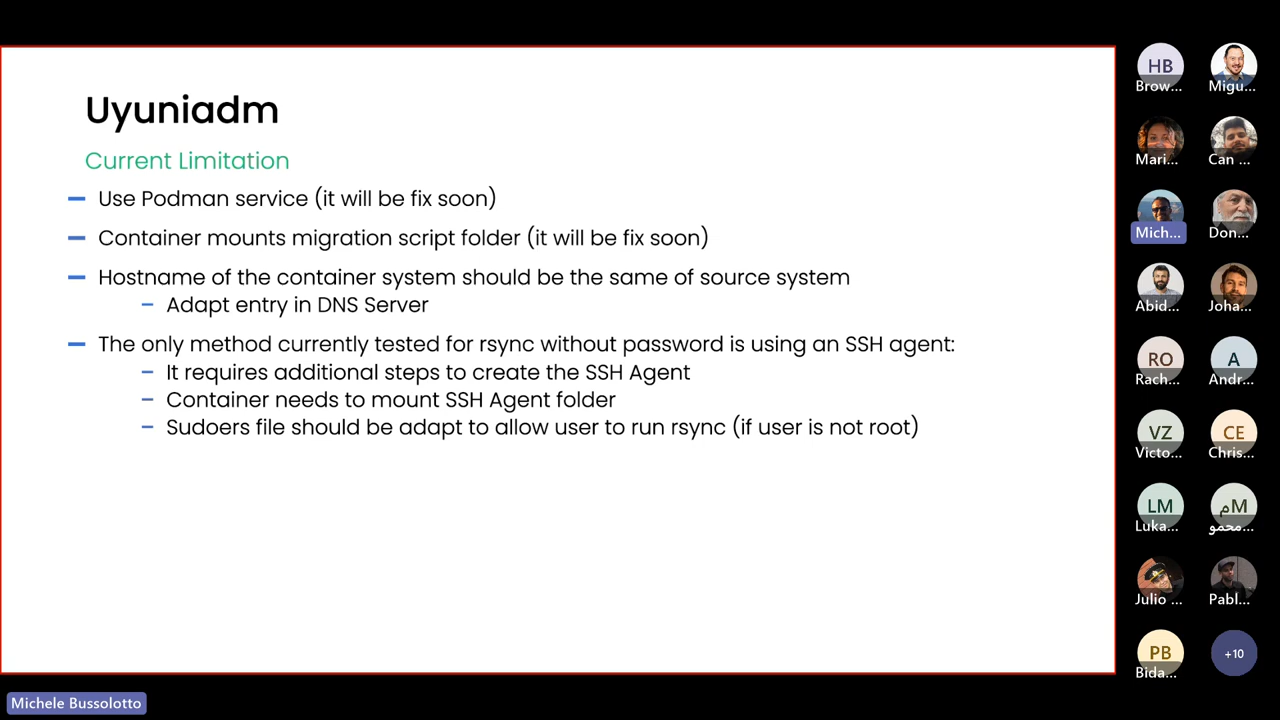 Uyuniadm
Current Limitation
Use Podman service (it will be fix soon)
Container mounts migration script folder (it will be fix soon)
Hostname of the container system should be the same of source system
Adapt entry in DNS Server
The only method currently tested for rsync without password is using an SSH agent:
It requires additional steps to create the SSH Agent
Container needs to mount SSH Agent folder
Sudoers file should be adapt to allow user to run rsync (if user is not root)
HB
Brow...
Migu...
Mari...
Can ...
Mich...
Don...
Abid...
Joha...
RO
Rach...
A
Andr...
VZ
Victo...
CE
Chris...
LM
Luka...
مM
محمو...
Julio ...
Pabl...
PB
Bida...
+10
Michele Bussolotto